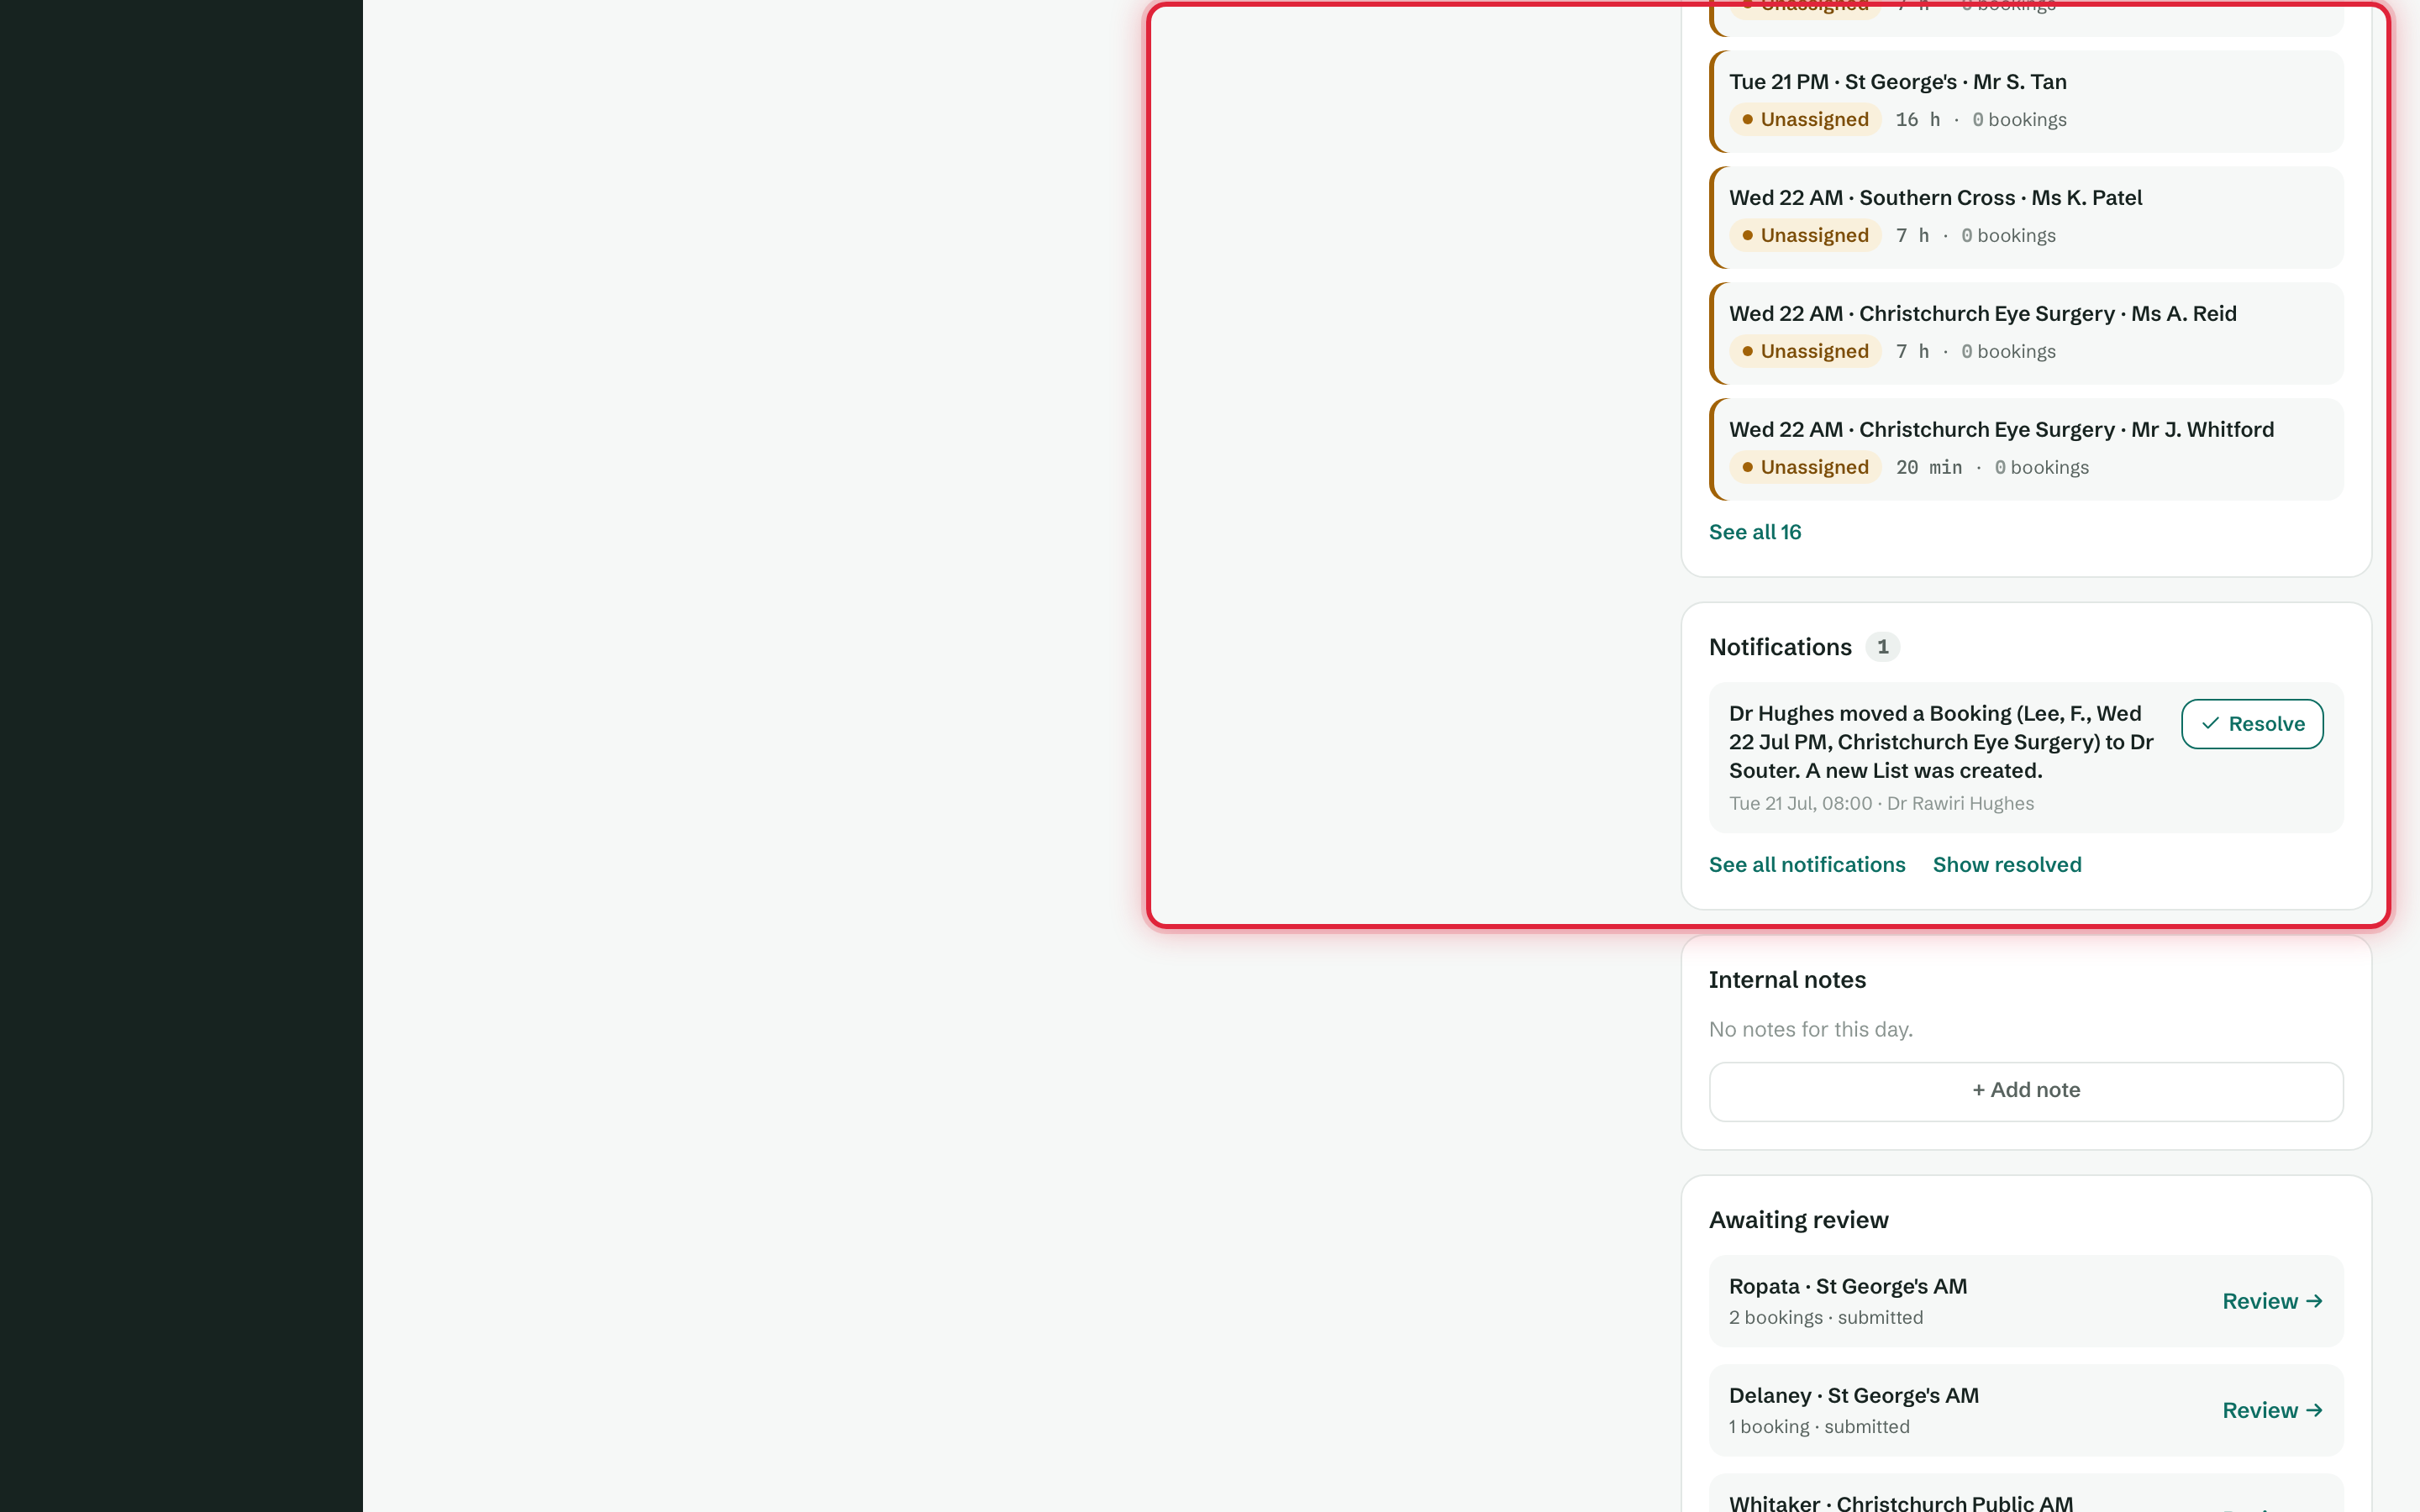 Unassigned 7 h · 0 bookings
Tue 21 PM · St George's · Mr S. Tan
Unassigned 16 h · 0 bookings
Wed 22 AM · Southern Cross · Ms K. Patel
Unassigned 7 h · 0 bookings
Wed 22 AM · Christchurch Eye Surgery · Ms A. Reid
Unassigned 7 h · 0 bookings
Wed 22 AM · Christchurch Eye Surgery · Mr J. Whitford
Unassigned 20 min · 0 bookings
See all 16
Notifications 1
Dr Hughes moved a Booking (Lee, F., Wed
22 Jul PM, Christchurch Eye Surgery) to Dr
Souter. A new List was created.
Resolve
Tue 21 Jul, 08:00 · Dr Rawiri Hughes
See all notifications Show resolved
Internal notes
No notes for this day.
+ Add note
Awaiting review
Ropata · St George's AM
2 bookings · submitted
Review →
Delaney · St George's AM
1 booking · submitted
Review →
Whitaker · Christchurch Public AM